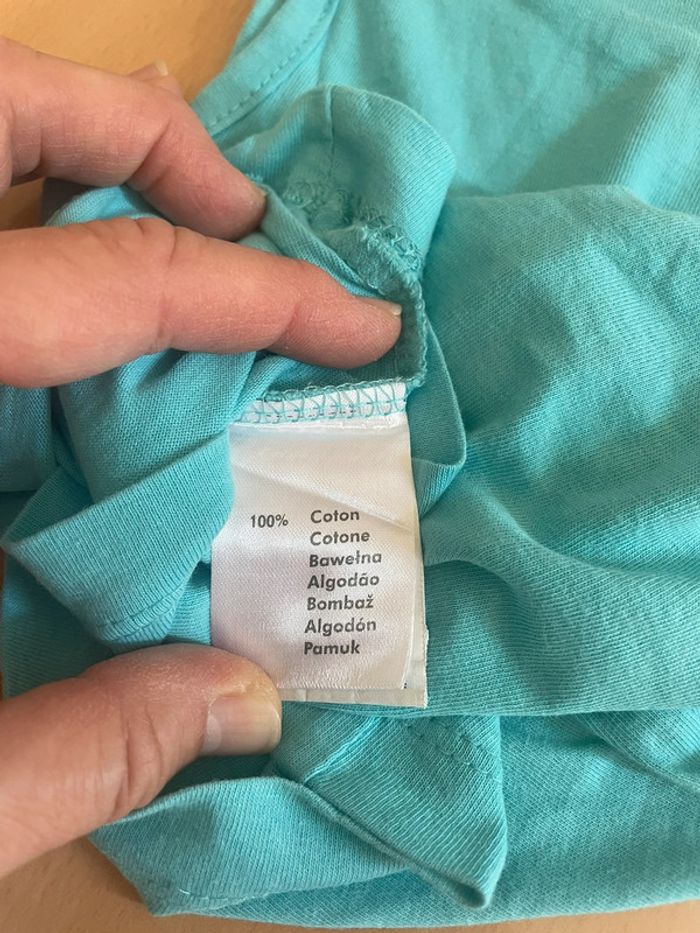 100% Coton
Cotone
Bawełna
Algodão
Bombaž
Algodón
Pamuk